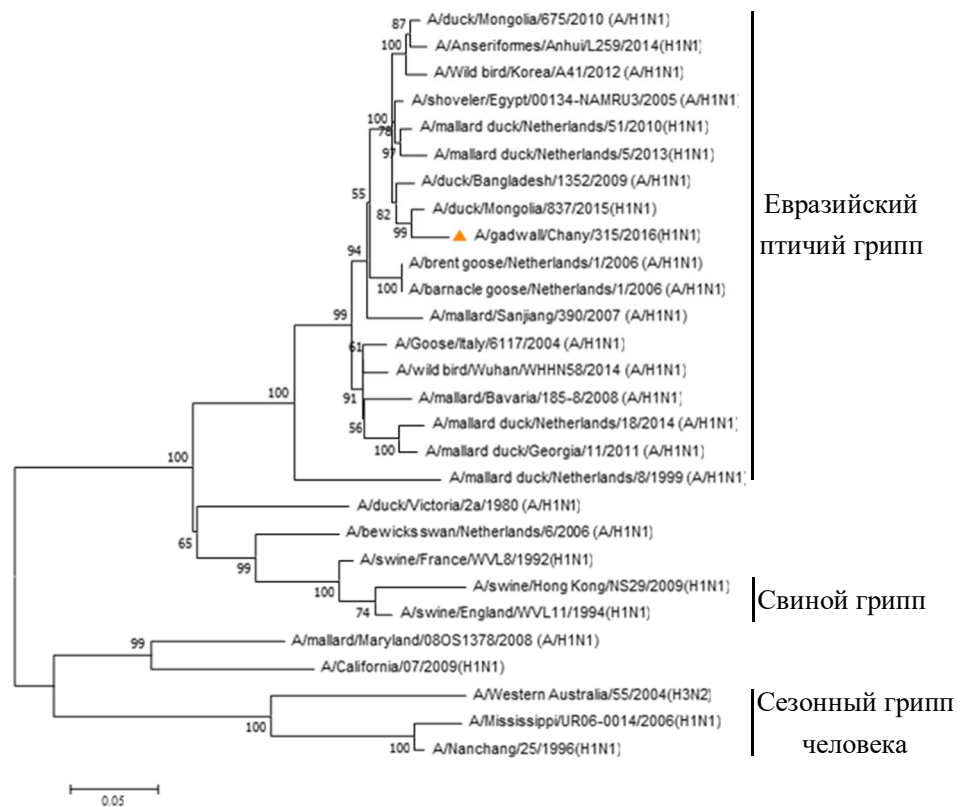 87
A/duck/Mongolia/675/2010 (A/H1N1)
100
A/Anseriformes/Anhui/L259/2014(H1N1)
A/Wild bird/Korea/A41/2012 (A/H1N1)
A/shoveler/Egypt/00134-NAMRU3/2005 (A/H1N1)
100
78
A/mallard duck/Netherlands/51/2010(H1N1)
97
A/mallard duck/Netherlands/5/2013(H1N1)
A/duck/Bangladesh/1352/2009 (A/H1N1)
55
82
A/duck/Mongolia/837/2015(H1N1)
99
A/gadwall/Chany/315/2016(H1N1)
94
A/brent goose/Netherlands/1/2006 (A/H1N1)
100
A/barnacle goose/Netherlands/1/2006 (A/H1N1)
99
A/mallard/Sanjiang/390/2007 (A/H1N1)
61
A/Goose/Italy/6117/2004 (A/H1N1)
A/wild bird/Wuhan/WHHN58/2014 (A/H1N1)
91
A/mallard/Bavaria/185-8/2008 (A/H1N1)
100
56
A/mallard duck/Netherlands/18/2014 (A/H1N1)
100
A/mallard duck/Georgia/11/2011 (A/H1N1)
100
A/mallard duck/Netherlands/8/1999 (A/H1N1)
A/duck/Victoria/2a/1980 (A/H1N1)
65
A/bewicks swan/Netherlands/6/2006 (A/H1N1)
99
A/swine/France/WVL8/1992(H1N1)
100
A/swine/Hong Kong/NS29/2009(H1N1)
74
A/swine/England/WVL11/1994(H1N1)
99
A/mallard/Maryland/08OS1378/2008 (A/H1N1)
A/California/07/2009(H1N1)
A/Western Australia/55/2004(H3N2)
100
A/Mississippi/UR06-0014/2006(H1N1)
100
A/Nanchang/25/1996(H1N1)
0.05
Евразийский
птичий грипп
Свиной грипп
Сезонный грипп
человека